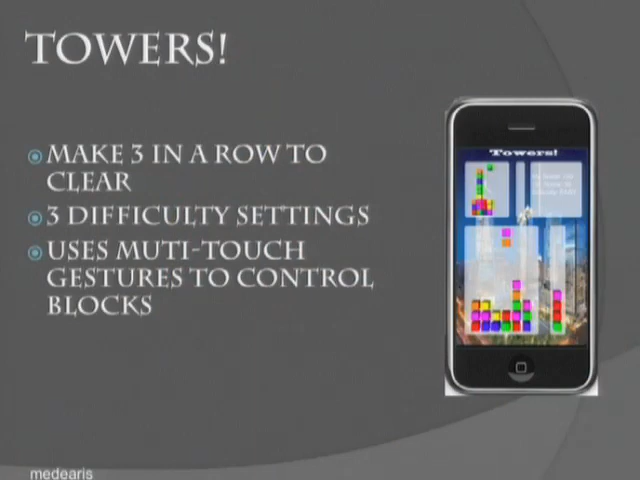 TOWERS!
MAKE 3 IN A ROW TO
CLEAR
3 DIFFICULTY SETTINGS
USES MUTI-TOUCH
GESTURES TO CONTROL
BLOCKS
Towers!
medearis